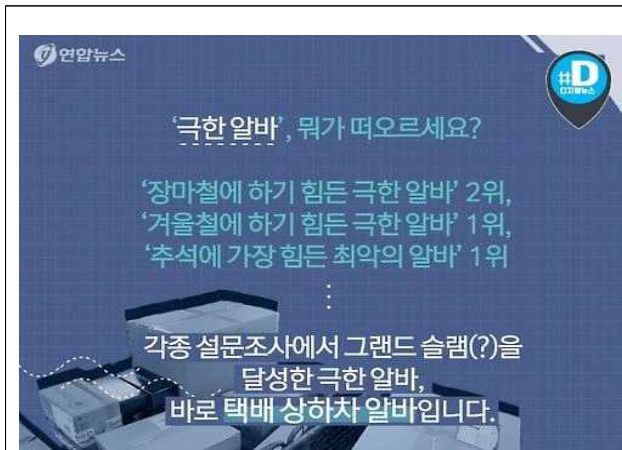 연합뉴스
#D
디지털뉴스
'극한 알바', 뭐가 떠오르세요?
'장마철에 하기 힘든 극한 알바' 2위,
'겨울철에 하기 힘든 극한 알바' 1위,
'추석에 가장 힘든 최악의 알바' 1위
⋮
각종 설문조사에서 그랜드 슬램(?)을
달성한 극한 알바,
바로 택배 상하차 알바입니다.